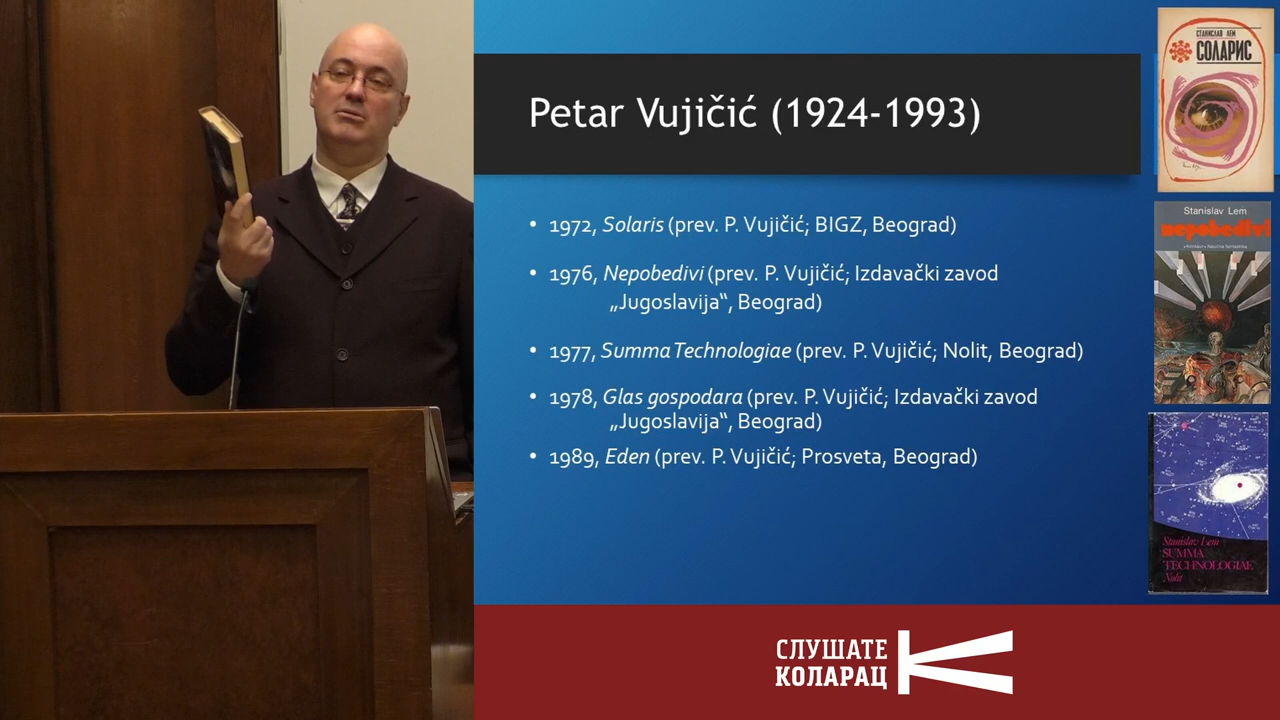 Petar Vujičić (1924-1993)
• 1972, Solaris (prev. P. Vujičić; BIGZ, Beograd)
• 1976, Nepobedivi (prev. P. Vujičić; Izdavački zavod
„Jugoslavija“, Beograd)
• 1977, Summa Technologiae (prev. P. Vujičić; Nolit, Beograd)
• 1978, Glas gospodara (prev. P. Vujičić; Izdavački zavod
„Jugoslavija“, Beograd)
• 1989, Eden (prev. P. Vujičić; Prosveta, Beograd)
СТАНИСЛАВ ЛЕМ
СОЛАРИС
Stanislav Lem
nepobedivi
Stanislav Lem
SUMMA
TECHNOLOGIAE
Nolit
СЛУШАТЕ
КОЛАРАЦ